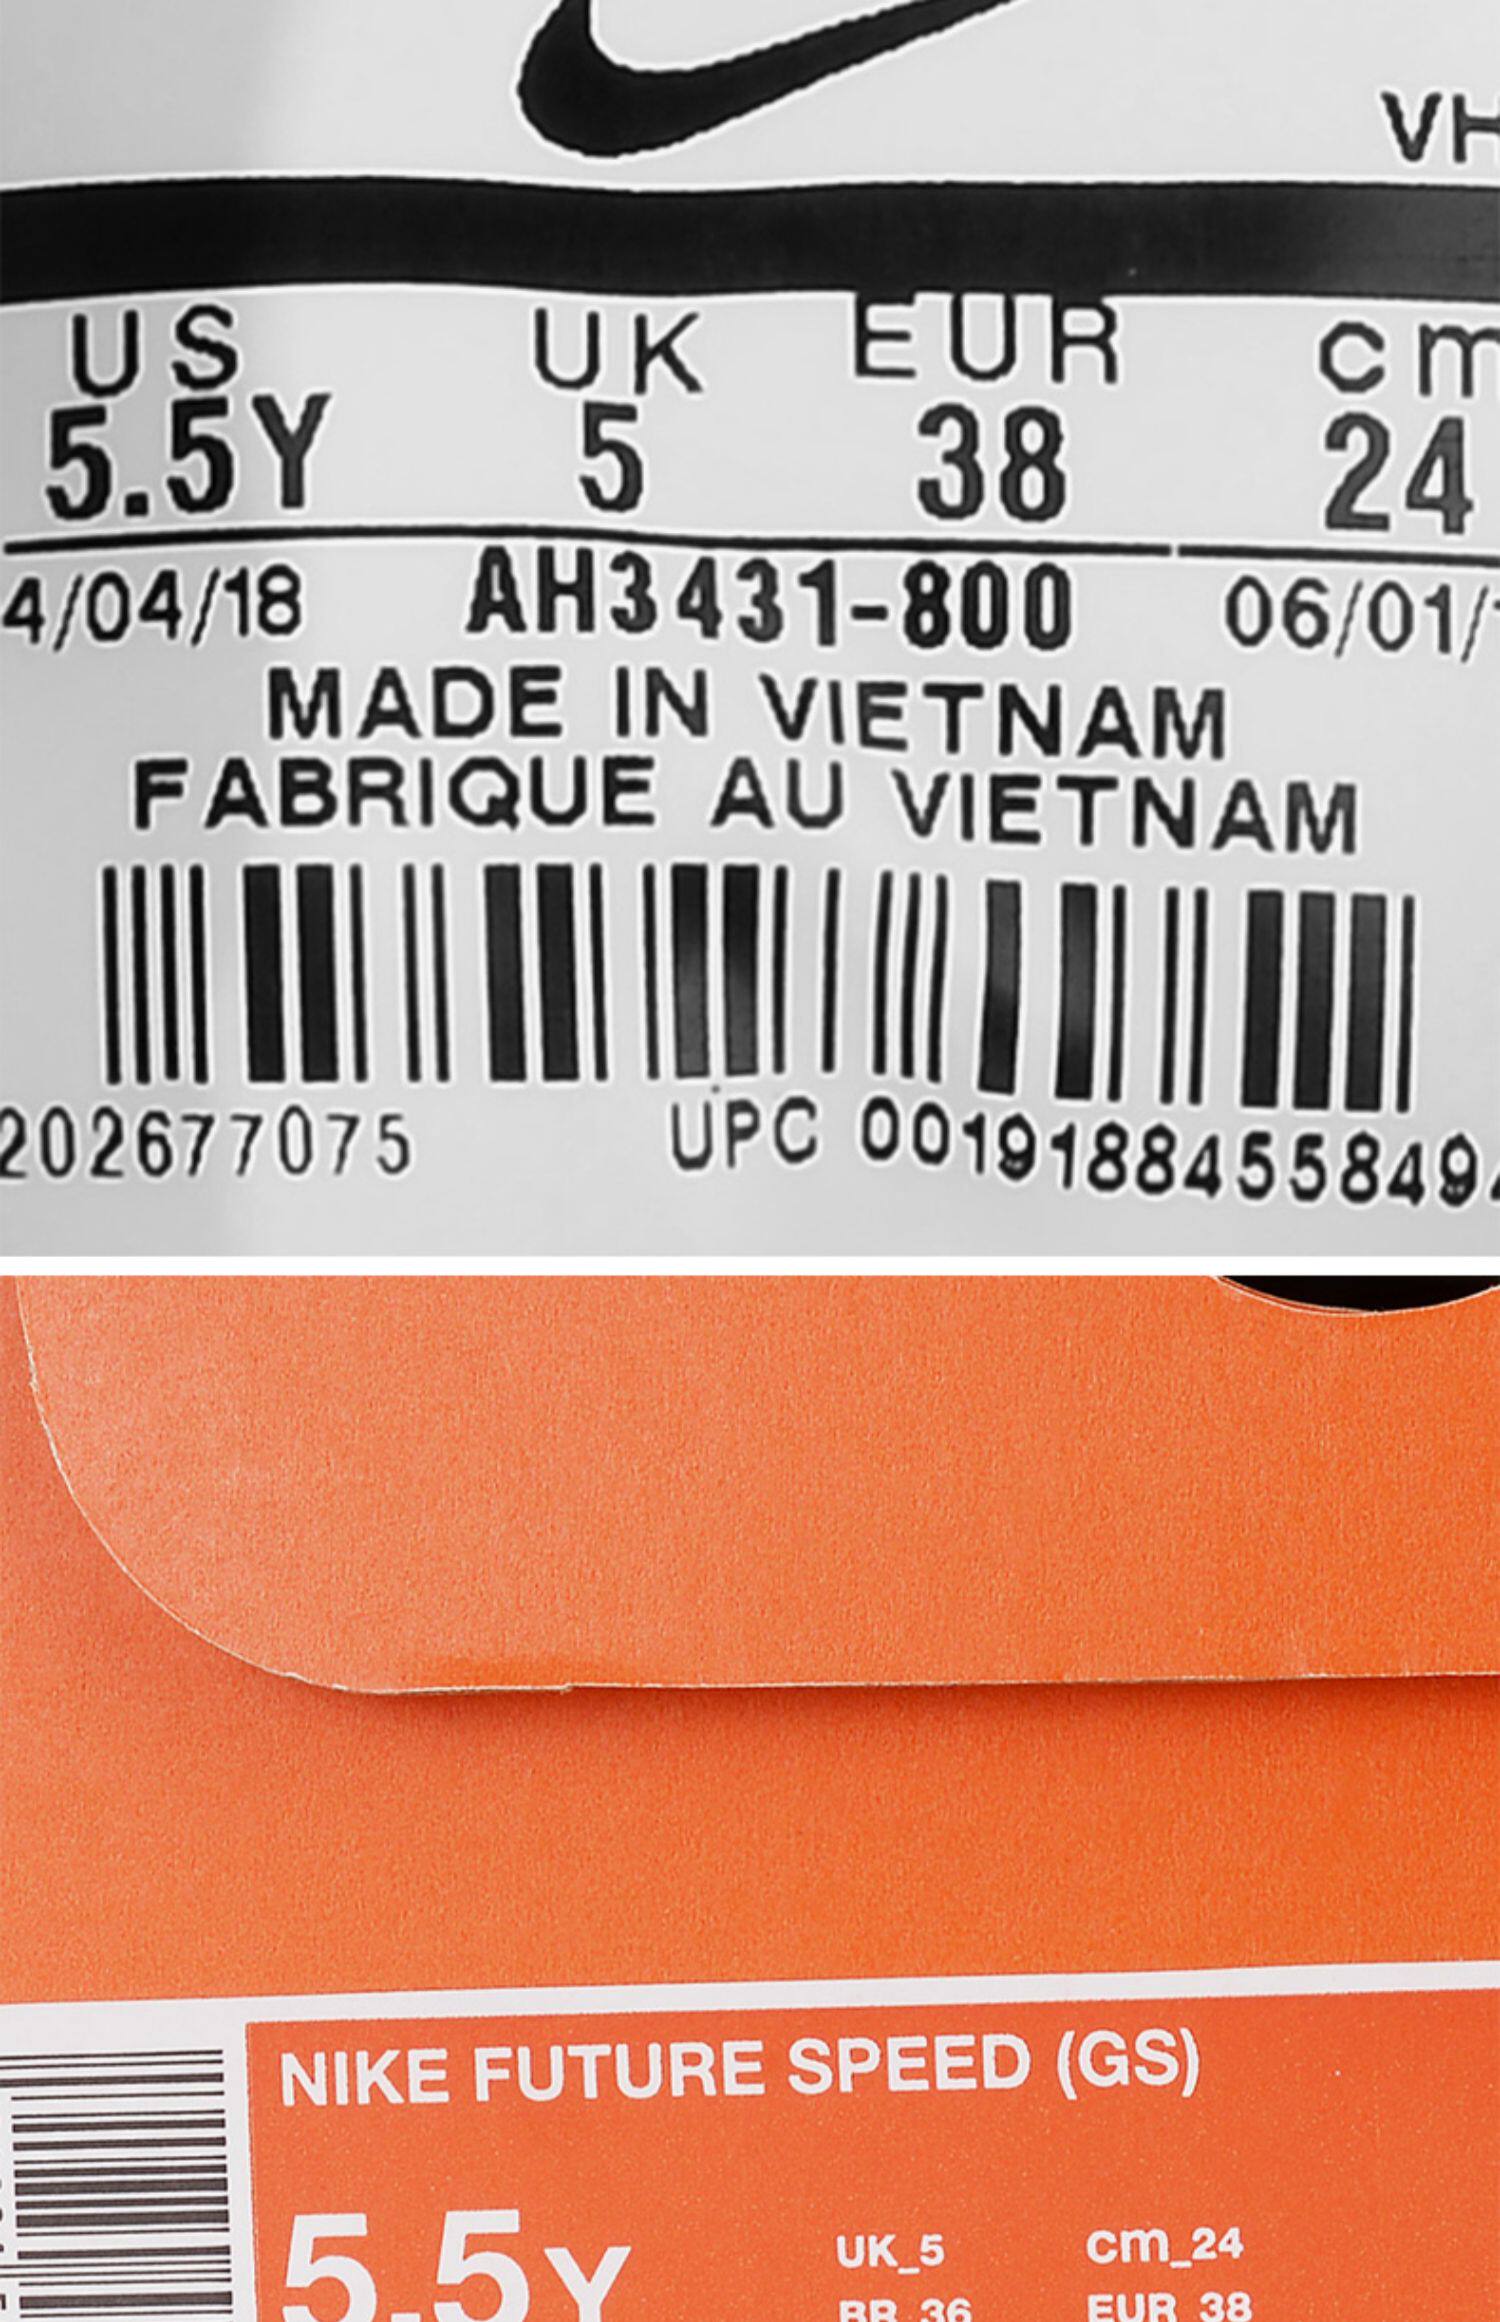 VH
US UK EUR cm
5.5Y 5 38 24
4/04/18 AH3431-800 06/01/
MADE IN VIETNAM
FABRIQUE AU VIETNAM
202677075 UPC 00191884558494
NIKE FUTURE SPEED (GS)
5.5Y UK_5 cm_24
BR 36 EUR 38